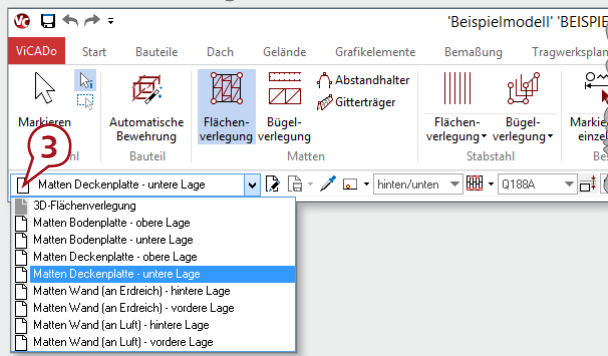 'Beispielmodell' 'BEISPIE
ViCADo Start Bauteile Dach Gelände Grafikelemente Bemaßung Tragwerksplan
Markieren
Automatische Bewehrung
Flächen-verlegung
Bügel-verlegung
Abstandhalter
Gitterträger
Flächen-verlegung
Bügel-verlegung
Markie
einzel
hl Bauteil Matten Stabstahl Be
3
Matten Deckenplatte - untere Lage hinten/unten Q188A
3D-Flächenverlegung
Matten Bodenplatte - obere Lage
Matten Bodenplatte - untere Lage
Matten Deckenplatte - obere Lage
Matten Deckenplatte - untere Lage
Matten Wand (an Erdreich) - hintere Lage
Matten Wand (an Erdreich) - vordere Lage
Matten Wand (an Luft) - hintere Lage
Matten Wand (an Luft) - vordere Lage